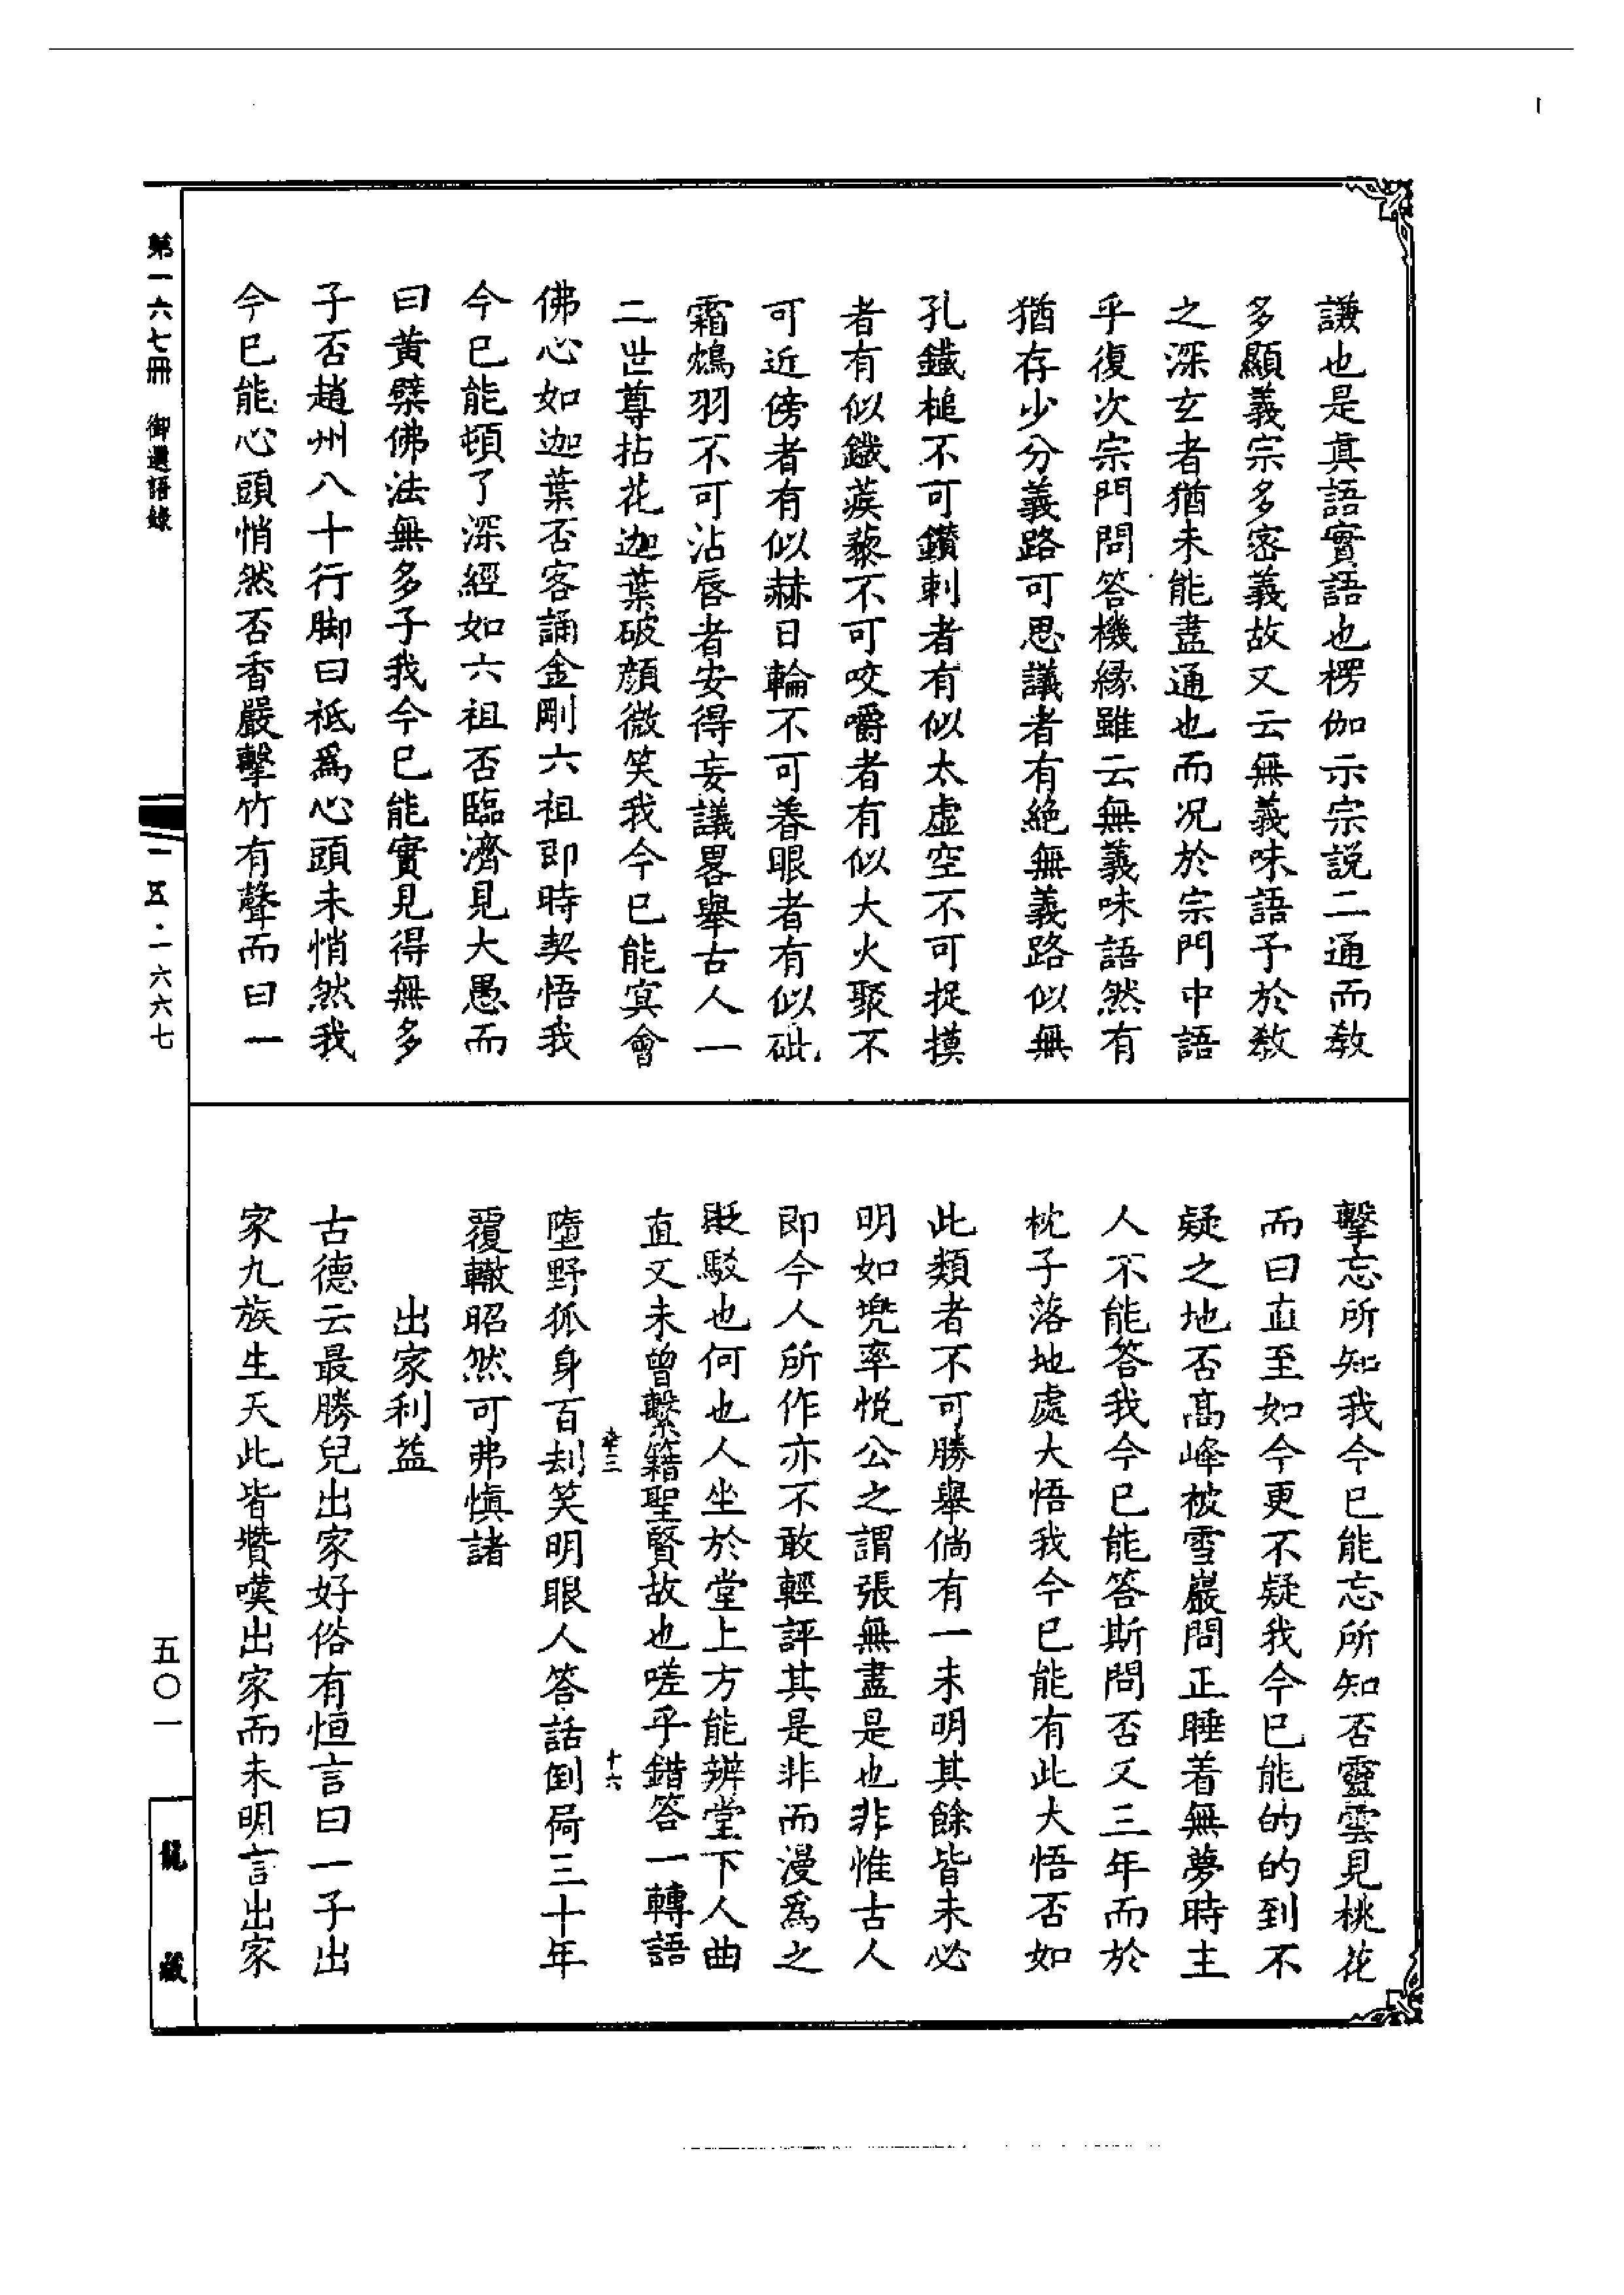 謙也是真語實語也楞伽示宗説二通而教
多顯義宗多密義故又云無義味語予於教
之深玄者猶未能盡通也而况於宗門中語
乎復次宗門問答機緣雖云無義味語然有
猶存少分義路可思議者有絶無義路似無
孔鐵槌不可鑽刺者有似太虚空不可捉摸
者有似鐵蒺藜不可咬嚼者有似大火聚不
可近傍者有似赫日輪不可着眼者有似砒
霜鴆羽不可沾唇者安得妄議畧舉古人一
二世尊拈花迦葉破顔微笑我今已能㝠會
佛心如迦葉否客誦金剛六祖即時契悟我
今已能頓了深經如六祖否臨濟見大愚而
曰黄檗佛法無多子我今已能實見得無多
子否趙州八十行脚曰祇爲心頭未悄然我
今已能心頭悄然否香嚴擊竹有聲而曰一
擊忘所知我今已能忘所知否靈雲見桃花
而曰直至如今更不疑我今已能的的到不
疑之地否髙峰被雪巖問正睡着無夢時主
人不能答我今已能答斯問否又三年而於
枕子落地處大悟我今已能有此大悟否如
此類者不可勝舉倘有一未明其餘皆未必
明如兜率悅公之謂張無盡是也非惟古人
即今人所作亦不敢輕評其是非而漫爲之
貶駁也何也人坐於堂上方能辨堂下人曲
直又未曾繫籍聖賢故也嗟乎錯答一轉語
墮野狐身百刦笑明眼人答話倒屙三十年
覆轍昭然可弗慎諸
出家利益
古德云最勝兒出家好俗有恒言曰一子出
家九族生天此皆讚嘆出家而未明言出家
第一六七冊 御選語錄
一五·一六六七
五〇一
龍藏
十六